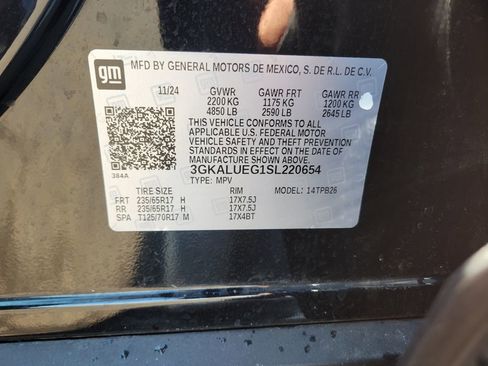 gm
MFD BY GENERAL MOTORS DE MEXICO, S. DE R.L. DE C.V.
11/24 GVWR GAWR FRT GAWR RR
2200 KG 1175 KG 1200 KG
4850 LB 2590 LB 2645 LB
THIS VEHICLE CONFORMS TO ALL
APPLICABLE U.S. FEDERAL MOTOR
VEHICLE SAFETY AND THEFT PREVENTION
STANDARDS IN EFFECT ON THE DATE OF
MANUFACTURE SHOWN ABOVE.
384A 3GKALUEG1SL220654
TYPE: MPV
TIRE SIZE RIM MODEL: 14TPB26
FRT 235/65R17 H 17X7.5J
RR 235/65R17 H 17X7.5J
SPA T125/70R17 M 17X4BT